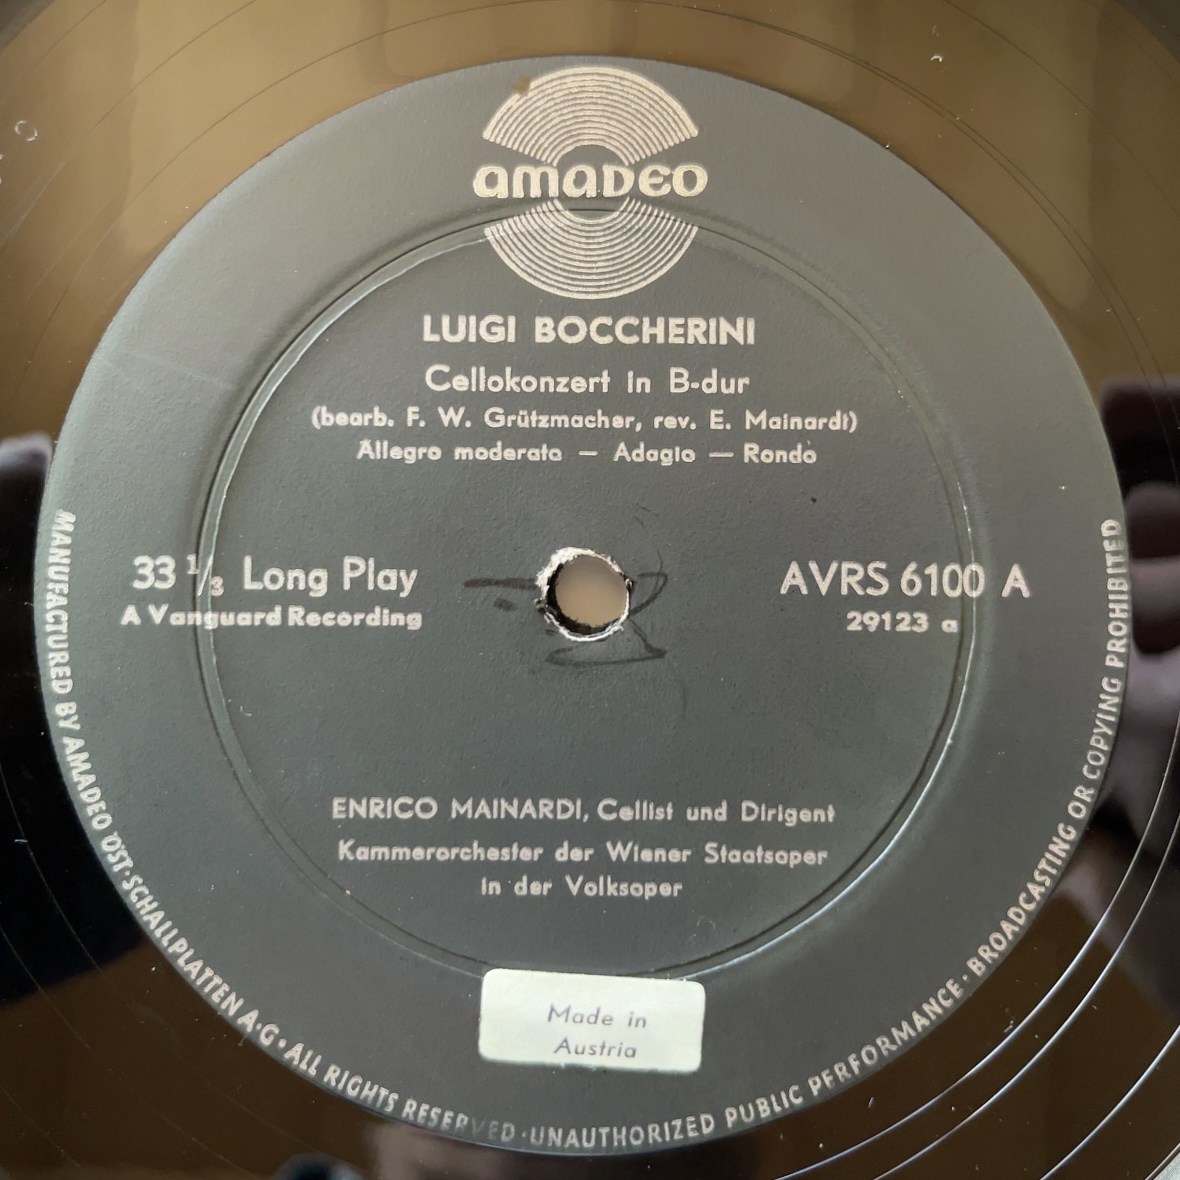 amadeo
LUIGI BOCCHERINI
Cellokonzert in B-dur
(bearb. F. W. Grützmacher, rev. E. Mainardi)
Allegro moderato — Adagio — Rondo
33 1/3 Long Play
A Vanguard Recording
AVRS 6100 A
29123 a
ENRICO MAINARDI, Cellist und Dirigent
Kammerorchester der Wiener Staatsoper
in der Volksoper
Made in
Austria
MANUFACTURED BY AMADEO ÖST·SCHALLPLATTEN A·G·ALL RIGHTS RESERVED·UNAUTHORIZED PUBLIC PERFORMANCE·BROADCASTING OR COPYING PROHIBITED